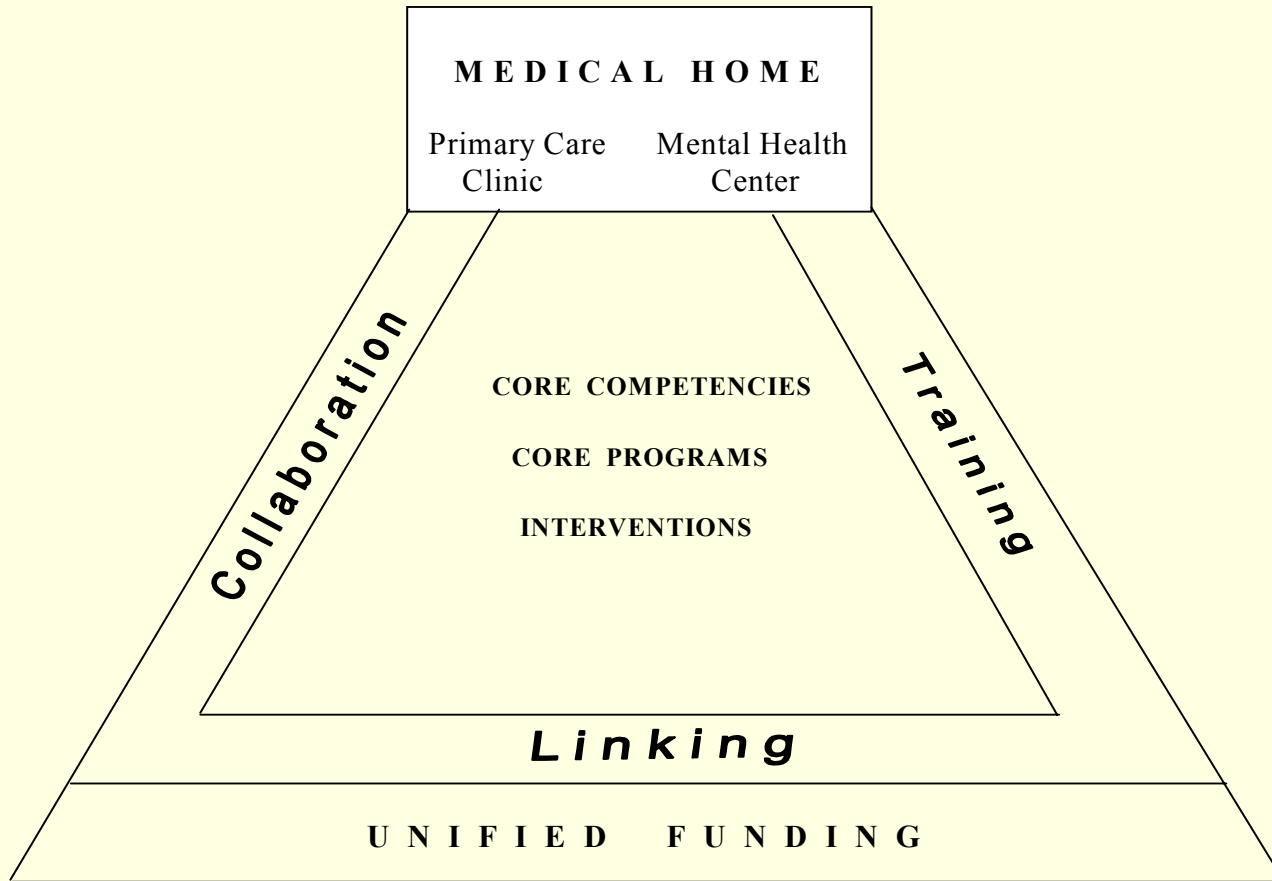 MEDICAL HOME
Primary Care Mental Health
Clinic Center
Collaboration
Training
CORE COMPETENCIES
CORE PROGRAMS
INTERVENTIONS
Linking
UNIFIED FUNDING